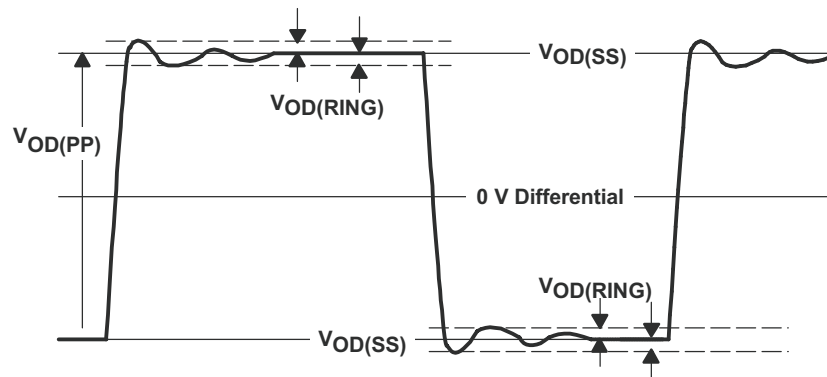 VOD(SS)
VOD(RING)
VOD(PP)
0 V Differential
VOD(RING)
VOD(SS)